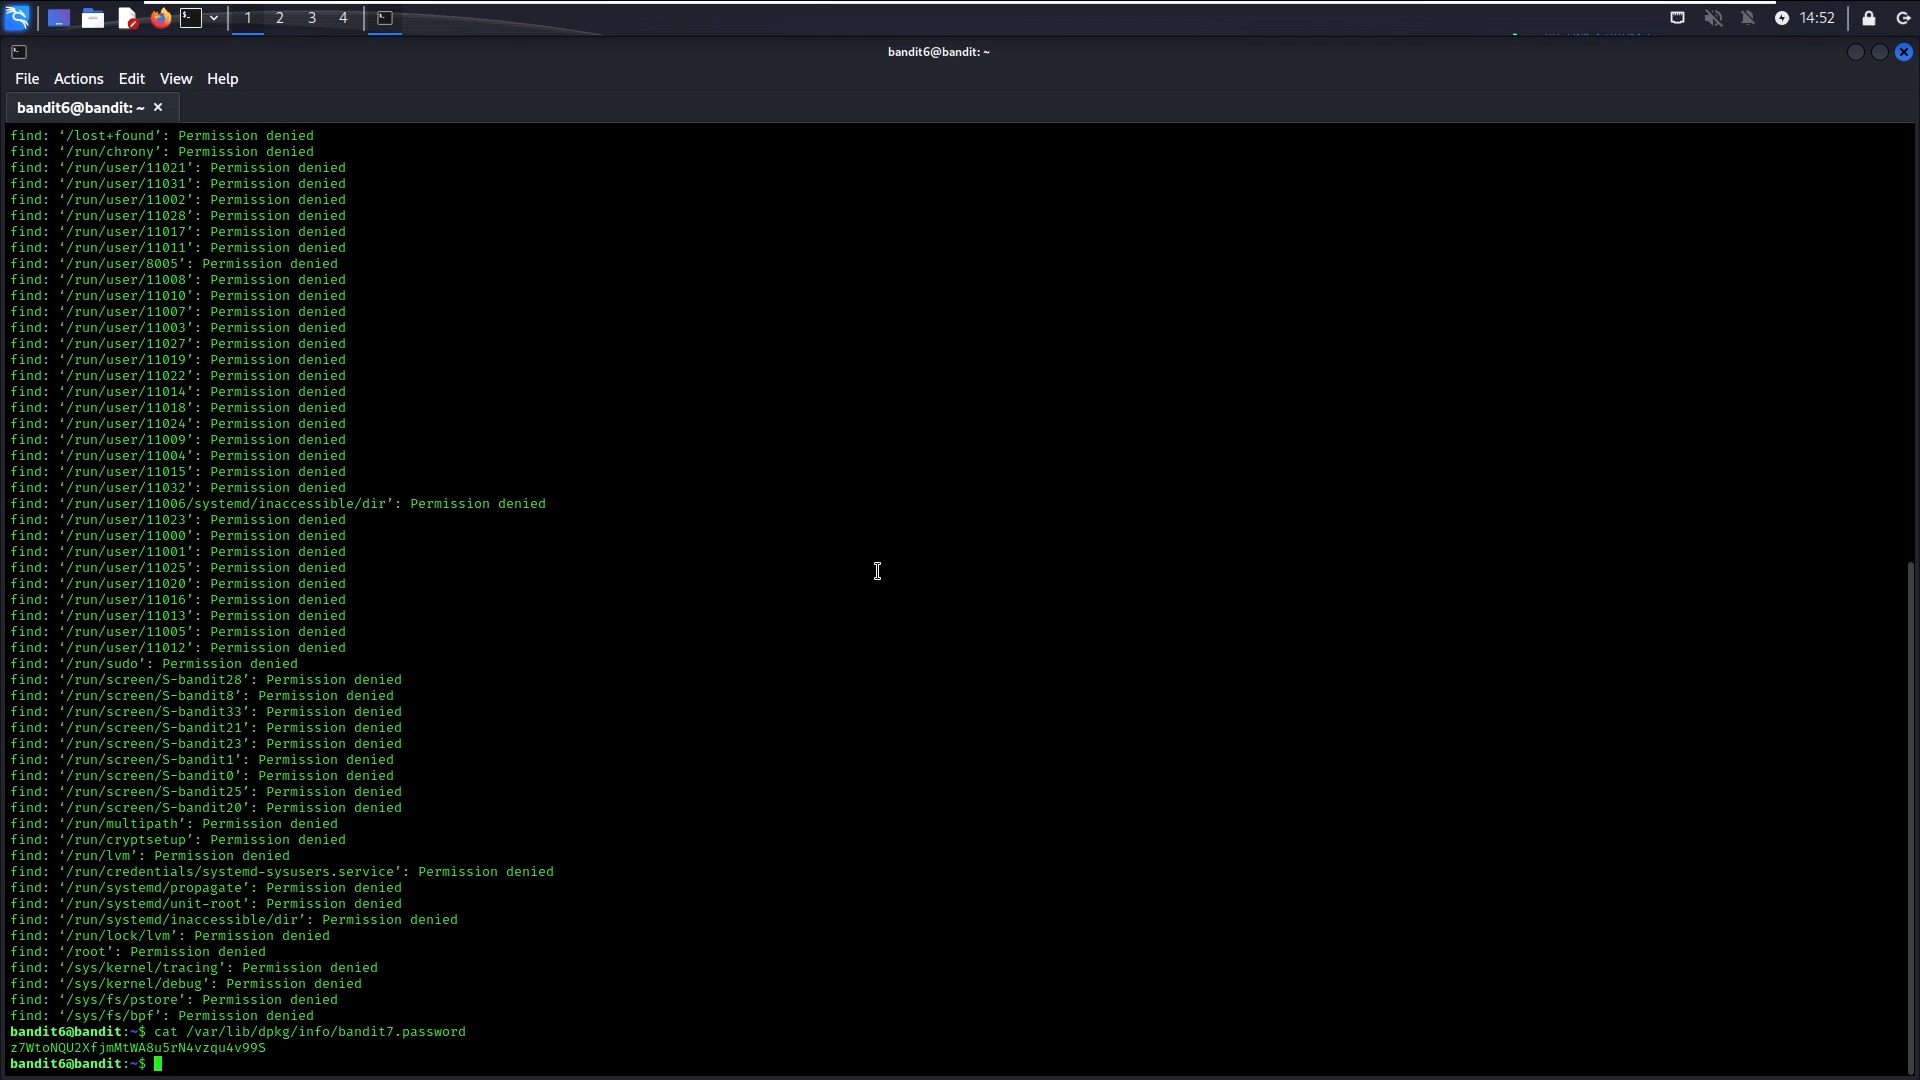 1 2 3 4
14:52
bandit6@bandit: ~
File Actions Edit View Help
bandit6@bandit: ~ ×
find: ‘/lost+found’: Permission denied
find: ‘/run/chrony’: Permission denied
find: ‘/run/user/11021’: Permission denied
find: ‘/run/user/11031’: Permission denied
find: ‘/run/user/11002’: Permission denied
find: ‘/run/user/11028’: Permission denied
find: ‘/run/user/11017’: Permission denied
find: ‘/run/user/11011’: Permission denied
find: ‘/run/user/8005’: Permission denied
find: ‘/run/user/11008’: Permission denied
find: ‘/run/user/11010’: Permission denied
find: ‘/run/user/11007’: Permission denied
find: ‘/run/user/11003’: Permission denied
find: ‘/run/user/11027’: Permission denied
find: ‘/run/user/11019’: Permission denied
find: ‘/run/user/11022’: Permission denied
find: ‘/run/user/11014’: Permission denied
find: ‘/run/user/11018’: Permission denied
find: ‘/run/user/11024’: Permission denied
find: ‘/run/user/11009’: Permission denied
find: ‘/run/user/11004’: Permission denied
find: ‘/run/user/11015’: Permission denied
find: ‘/run/user/11032’: Permission denied
find: ‘/run/user/11006/systemd/inaccessible/dir’: Permission denied
find: ‘/run/user/11023’: Permission denied
find: ‘/run/user/11000’: Permission denied
find: ‘/run/user/11001’: Permission denied
find: ‘/run/user/11025’: Permission denied
find: ‘/run/user/11020’: Permission denied
find: ‘/run/user/11016’: Permission denied
find: ‘/run/user/11013’: Permission denied
find: ‘/run/user/11005’: Permission denied
find: ‘/run/user/11012’: Permission denied
find: ‘/run/sudo’: Permission denied
find: ‘/run/screen/S-bandit28’: Permission denied
find: ‘/run/screen/S-bandit8’: Permission denied
find: ‘/run/screen/S-bandit33’: Permission denied
find: ‘/run/screen/S-bandit21’: Permission denied
find: ‘/run/screen/S-bandit23’: Permission denied
find: ‘/run/screen/S-bandit1’: Permission denied
find: ‘/run/screen/S-bandit0’: Permission denied
find: ‘/run/screen/S-bandit25’: Permission denied
find: ‘/run/screen/S-bandit20’: Permission denied
find: ‘/run/multipath’: Permission denied
find: ‘/run/cryptsetup’: Permission denied
find: ‘/run/lvm’: Permission denied
find: ‘/run/credentials/systemd-sysusers.service’: Permission denied
find: ‘/run/systemd/propagate’: Permission denied
find: ‘/run/systemd/unit-root’: Permission denied
find: ‘/run/systemd/inaccessible/dir’: Permission denied
find: ‘/run/lock/lvm’: Permission denied
find: ‘/root’: Permission denied
find: ‘/sys/kernel/tracing’: Permission denied
find: ‘/sys/kernel/debug’: Permission denied
find: ‘/sys/fs/pstore’: Permission denied
find: ‘/sys/fs/bpf’: Permission denied
bandit6@bandit:~$ cat /var/lib/dpkg/info/bandit7.password
z7WtoNQU2XfjmMtWA8u5rN4vzqu4v99S
bandit6@bandit:~$